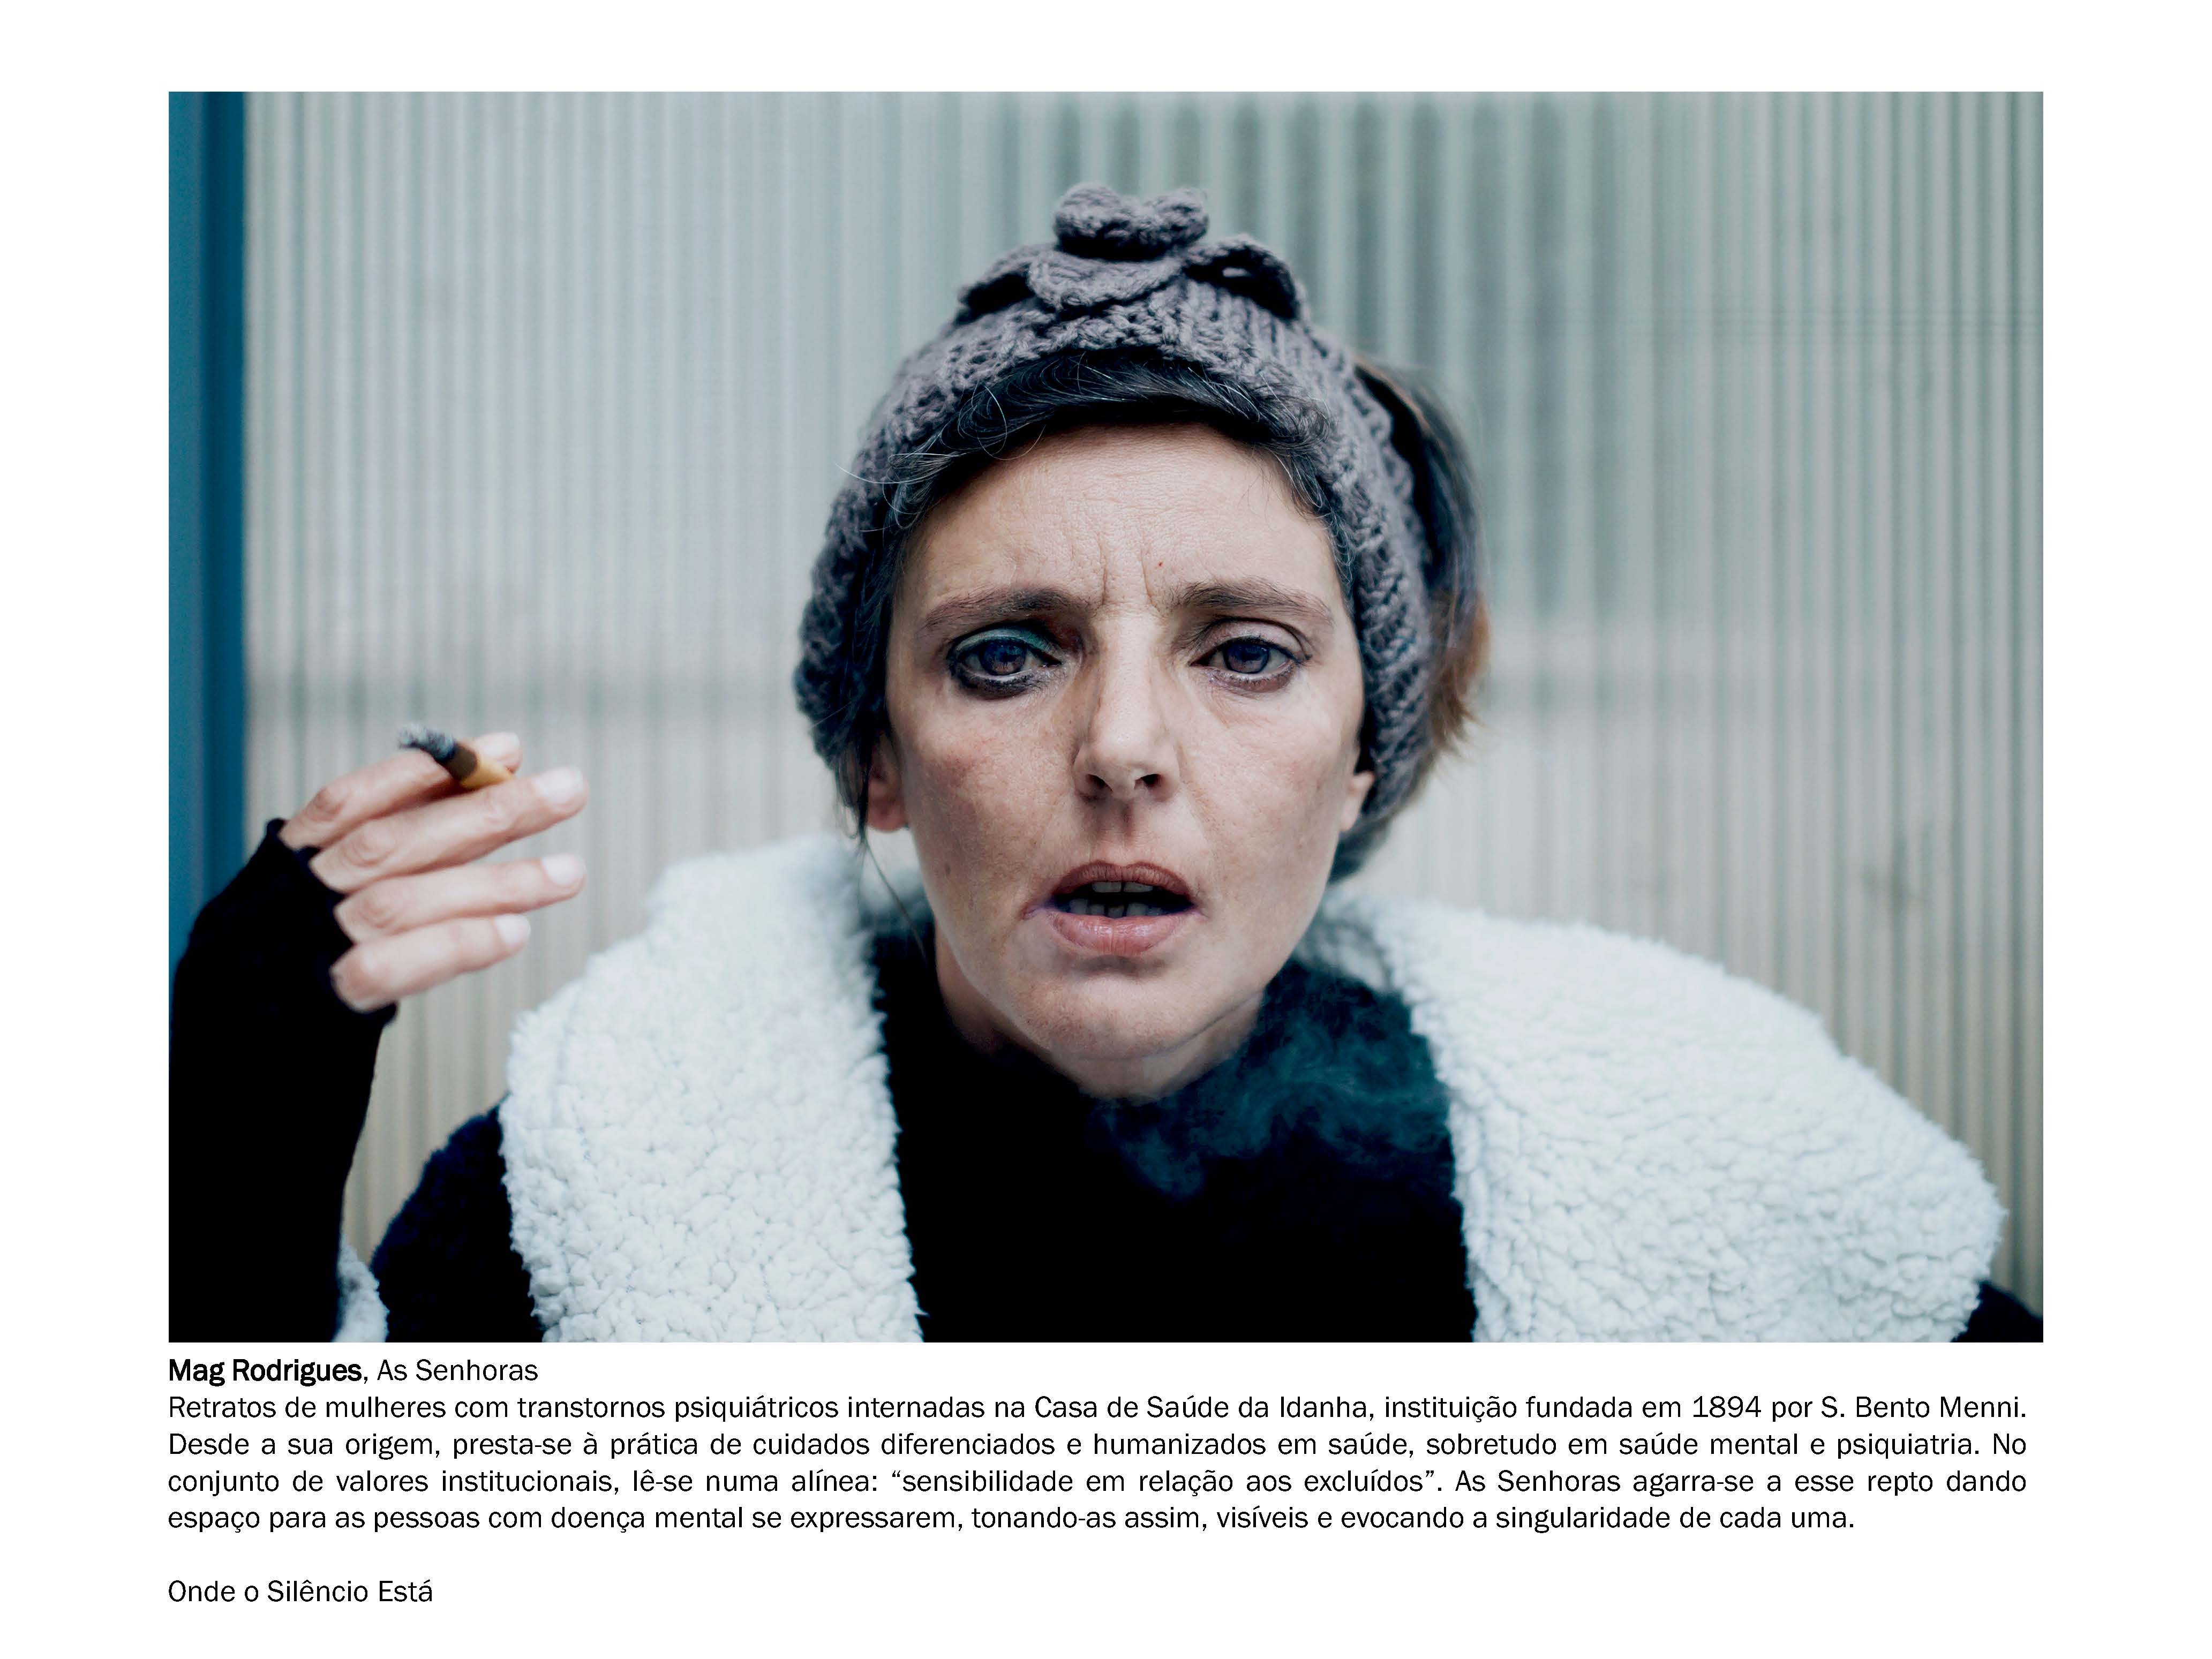 Mag Rodrigues, As Senhoras
Retratos de mulheres com transtornos psiquiátricos internadas na Casa de Saúde da Idanha, instituição fundada em 1894 por S. Bento Menni.
Desde a sua origem, presta-se à prática de cuidados diferenciados e humanizados em saúde, sobretudo em saúde mental e psiquiatria. No
conjunto de valores institucionais, lê-se numa alínea: “sensibilidade em relação aos excluídos”. As Senhoras agarra-se a esse repto dando
espaço para as pessoas com doença mental se expressarem, tonando-as assim, visíveis e evocando a singularidade de cada uma.
Onde o Silêncio Está